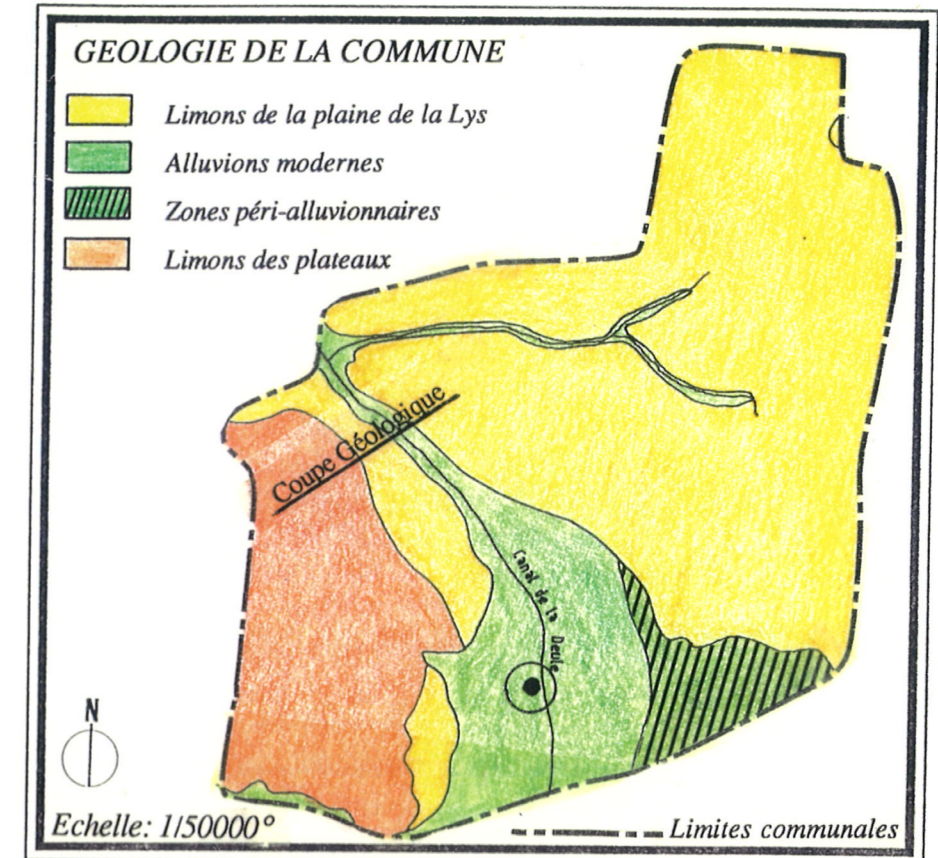 GEOLOGIE DE LA COMMUNE
Limons de la plaine de la Lys
Alluvions modernes
Zones péri-alluvionnaires
Limons des plateaux
Coupe Géologique
Canal de la Deule
N
Echelle: 1/50000°
Limites communales